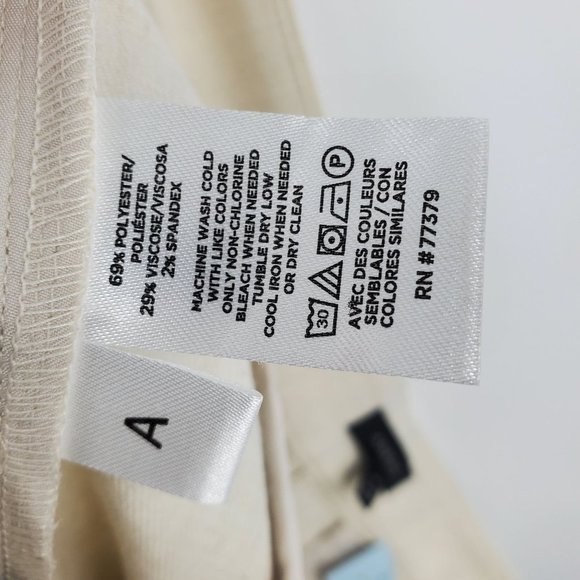 69% POLYESTER/
POLIÉSTER
29% VISCOSE/VISCOSA
2% SPANDEX
MACHINE WASH COLD
WITH LIKE COLORS
ONLY NON-CHLORINE
BLEACH WHEN NEEDED
TUMBLE DRY LOW
COOL IRON WHEN NEEDED
OR DRY CLEAN
30 P
AVEC DES COULEURS
SEMBLABLES / CON
COLORES SIMILARES
RN #77379
A